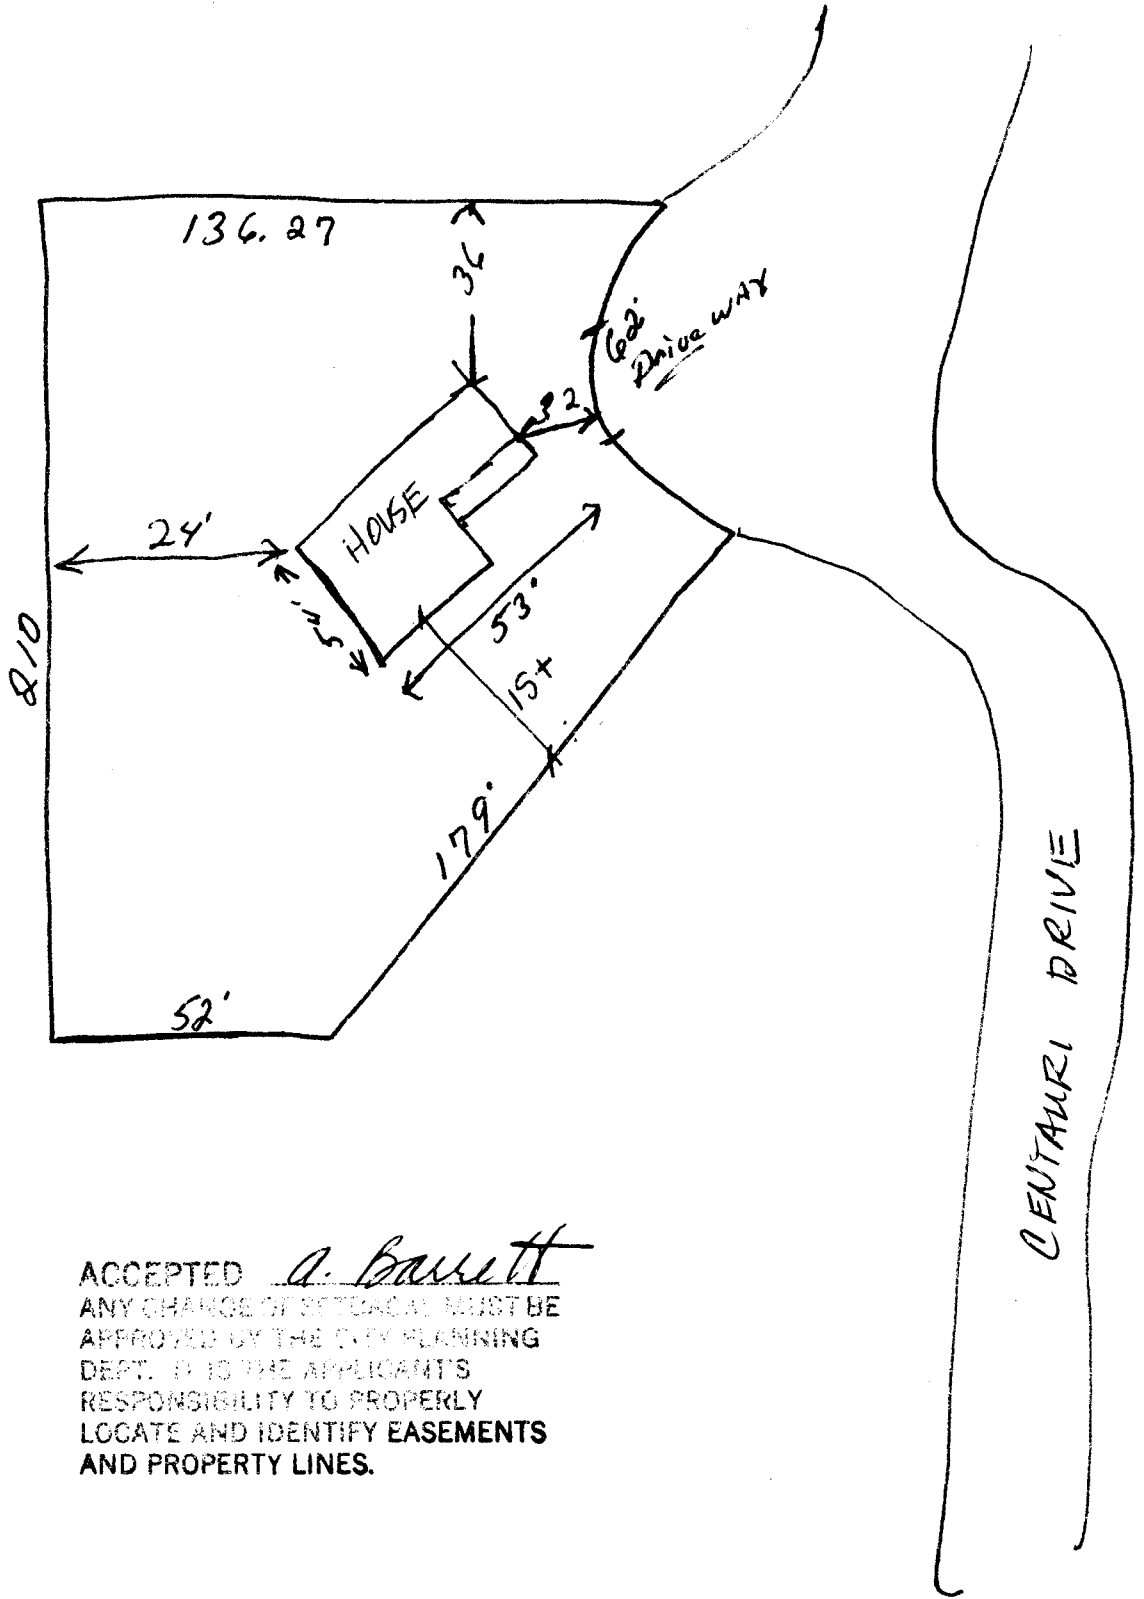 136.27
36
62'
Drive WAY
32
HOUSE
24'
53'
15+
210
179'
52'
CENTAURI DRIVE
ACCEPTED a. Barrett
ANY CHANGE OF SETBACK MUST BE
APPROVED BY THE CITY PLANNING
DEPT. IT IS THE APPLICANT'S
RESPONSIBILITY TO PROPERLY
LOCATE AND IDENTIFY EASEMENTS
AND PROPERTY LINES.